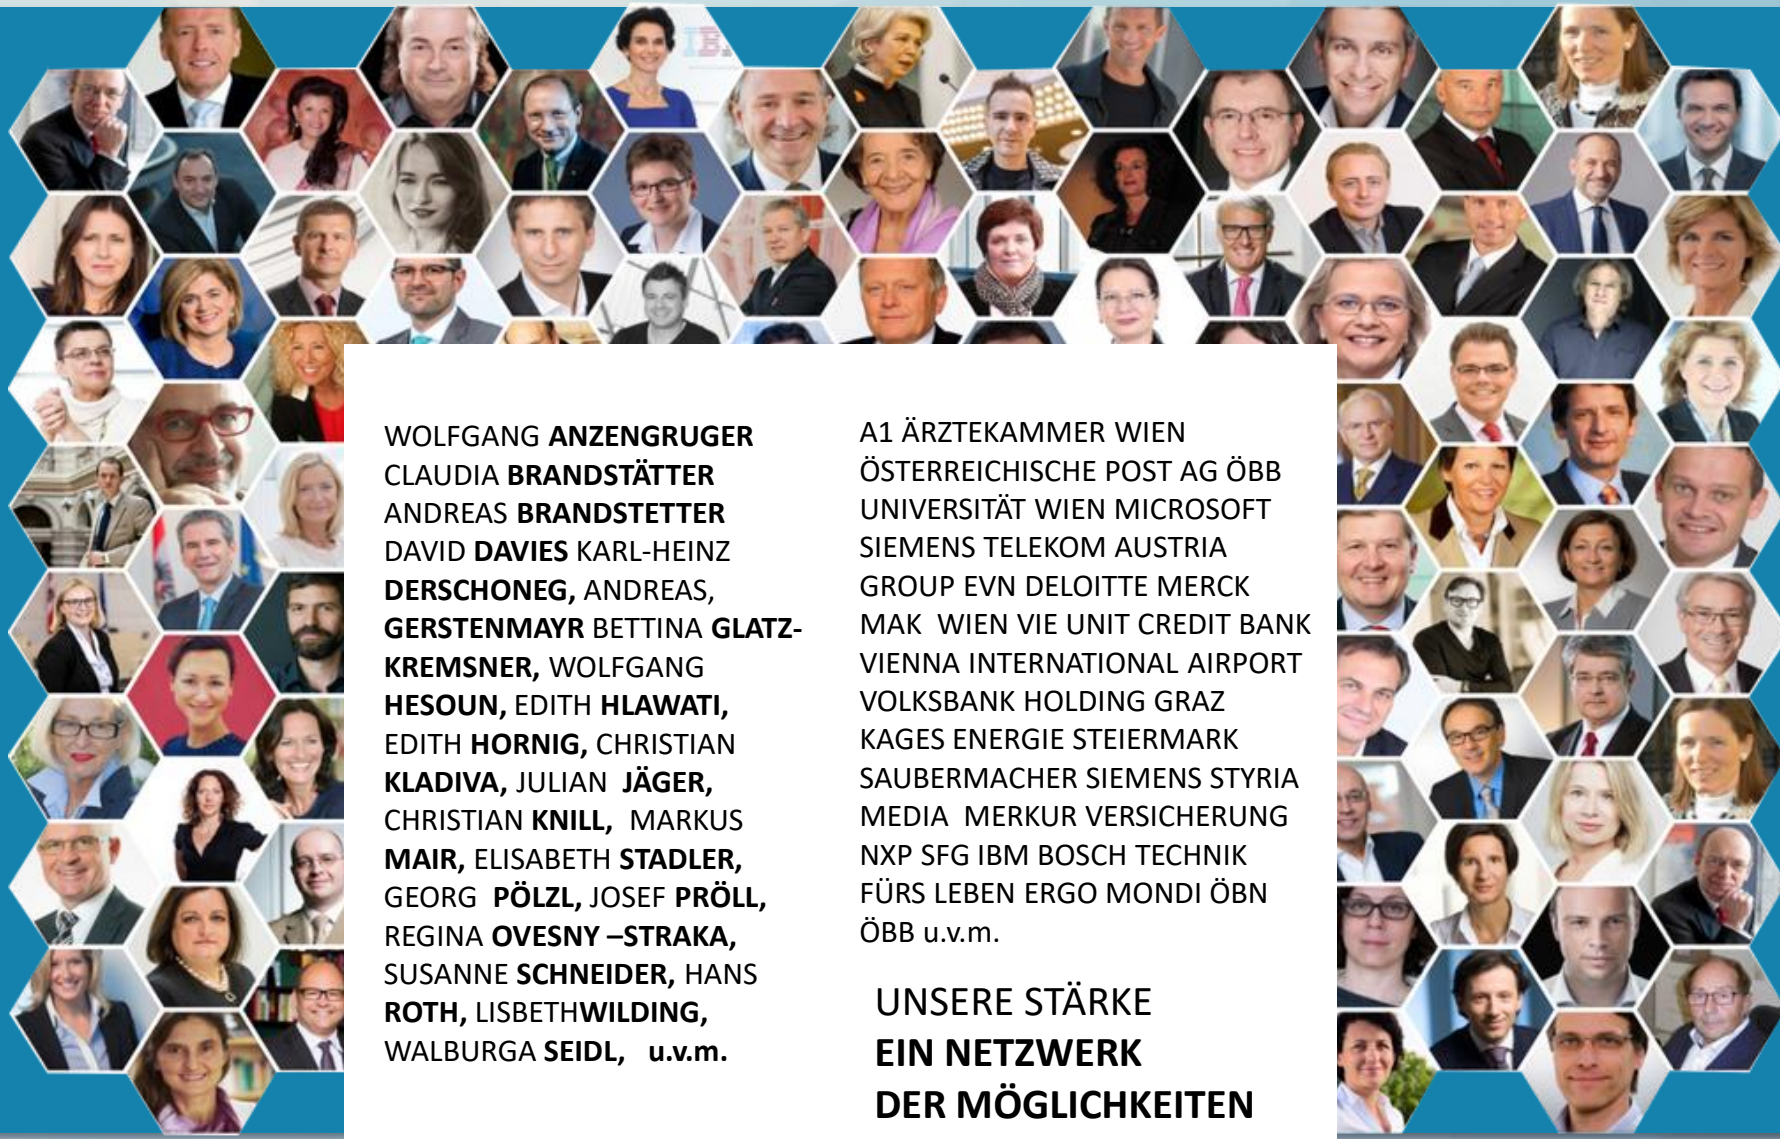 WOLFGANG ANZENGRUGER
CLAUDIA BRANDSTÄTTER
ANDREAS BRANDSTETTER
DAVID DAVIES KARL-HEINZ
DERSCHONEG, ANDREAS,
GERSTENMAYR BETTINA GLATZ-
KREMSNER, WOLFGANG
HESOUN, EDITH HLAWATI,
EDITH HORNIG, CHRISTIAN
KLADIVA, JULIAN JÄGER,
CHRISTIAN KNILL, MARKUS
MAIR, ELISABETH STADLER,
GEORG PÖLZL, JOSEF PRÖLL,
REGINA OVESNY –STRAKA,
SUSANNE SCHNEIDER, HANS
ROTH, LISBETHWILDING,
WALBURGA SEIDL, u.v.m.
A1 ÄRZTEKAMMER WIEN
ÖSTERREICHISCHE POST AG ÖBB
UNIVERSITÄT WIEN MICROSOFT
SIEMENS TELEKOM AUSTRIA
GROUP EVN DELOITTE MERCK
MAK WIEN VIE UNIT CREDIT BANK
VIENNA INTERNATIONAL AIRPORT
VOLKSBANK HOLDING GRAZ
KAGES ENERGIE STEIERMARK
SAUBERMACHER SIEMENS STYRIA
MEDIA MERKUR VERSICHERUNG
NXP SFG IBM BOSCH TECHNIK
FÜRS LEBEN ERGO MONDI ÖBN
ÖBB u.v.m.
UNSERE STÄRKE
EIN NETZWERK
DER MÖGLICHKEITEN